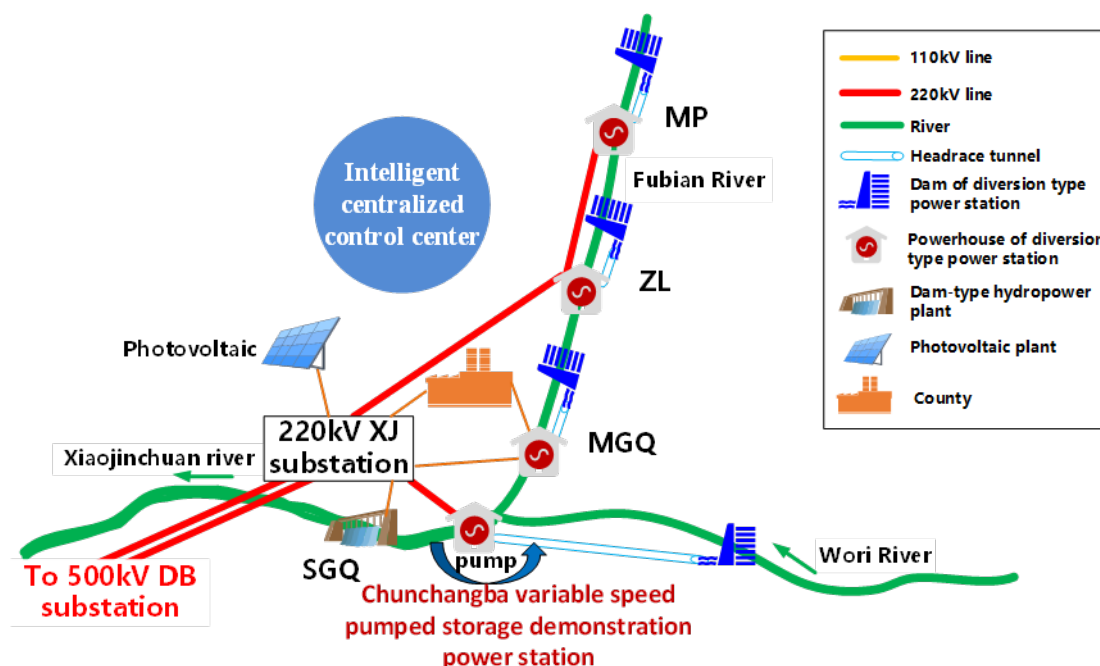 MP
Fubian River
Intelligent
centralized
control center
ZL
Photovoltaic
220kV XJ
substation
MGQ
Xiaojinchuan river
SGQ
pump
Wori River
To 500kV DB
substation
Chunchangba variable speed
pumped storage demonstration
power station
110kV line
220kV line
River
Headrace tunnel
Dam of diversion type
power station
Powerhouse of diversion
type power station
Dam-type hydropower
plant
Photovoltaic plant
County